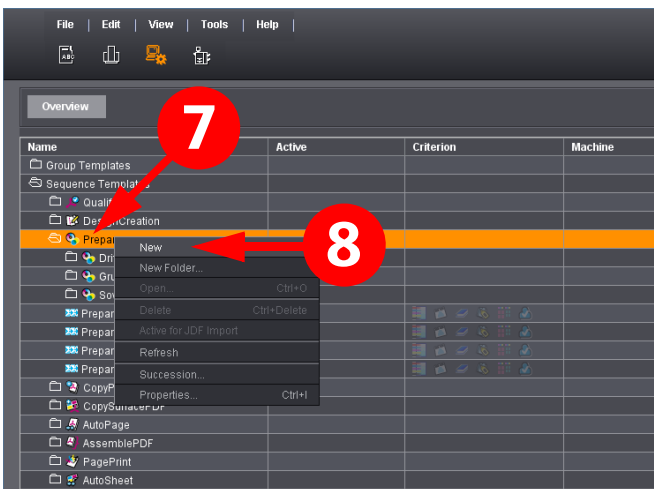 File | Edit | View | Tools | Help |
ABC
Overview
7
Name Active Criterion Machine
Group Templates
Sequence Templates
Qualif
DesignCreation
Prepar
New
8
Dri
New Folder...
Gru
Open... Ctrl+O
Sov
Delete Ctrl+Delete
Prepar
Active for JDF Import
Prepar
Refresh
Prepar
Succession...
Prepar
Properties... Ctrl+I
CopyP
CopySurfacePDF
AutoPage
AssemblePDF
PagePrint
AutoSheet